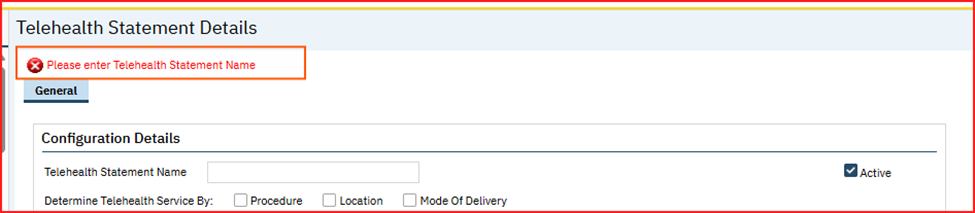 Telehealth Statement Details
Please enter Telehealth Statement Name
General
Configuration Details
Telehealth Statement Name
Active
Determine Telehealth Service By: Procedure Location Mode Of Delivery